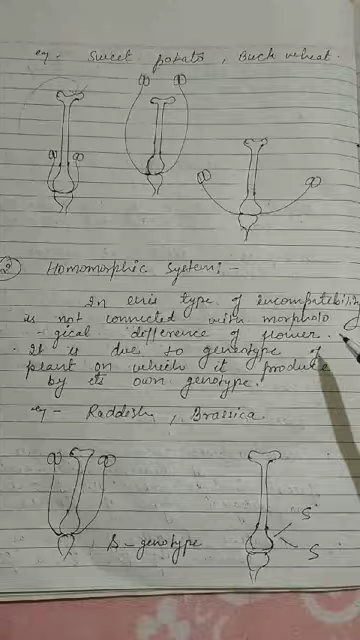 eg - Sweet potato, Buck wheat.
2 Homomorphic System:-
In this type of incompatibili
is not connected with morpholo
- gical difference of flower.
It is due to genotype of
plant on which it produce
by its own genotype.
eg - Raddesh, Brassica
S
S - genotype
S